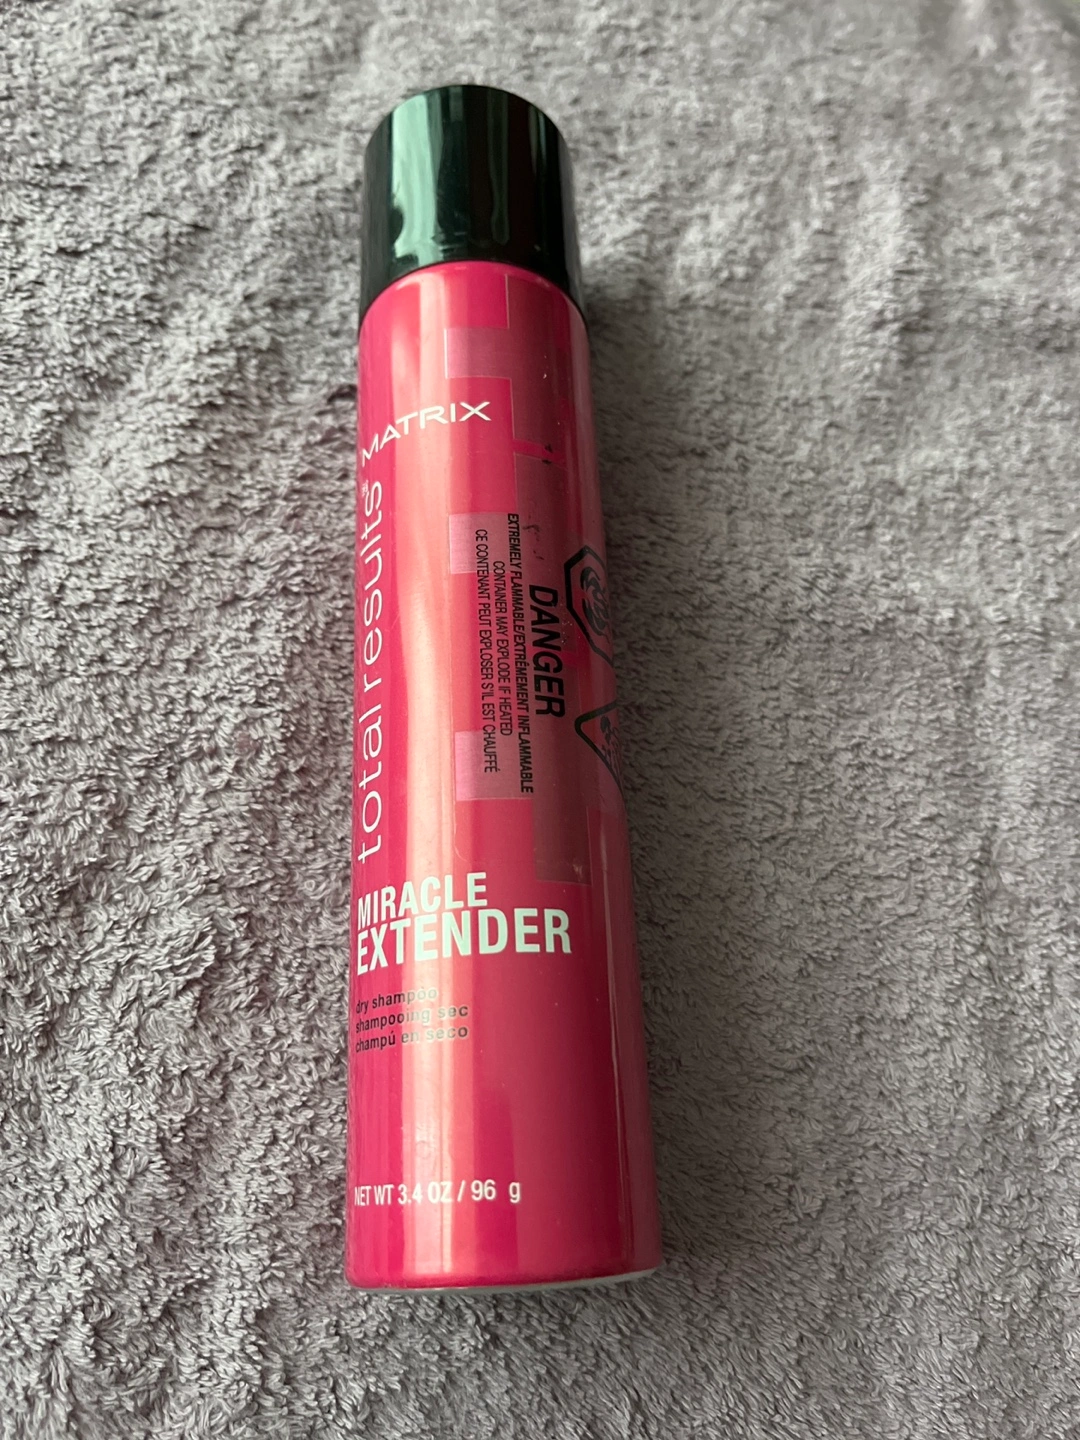 MATRIX
total results
DANGER
EXTREMELY FLAMMABLE/EXTRÊMEMENT INFLAMMABLE
CONTAINER MAY EXPLODE IF HEATED
CE CONTENANT PEUT EXPLOSER S'IL EST CHAUFFÉ
MIRACLE
EXTENDER
dry shampoo
shampooing sec
champú en seco
NET WT 3.4 OZ / 96 g